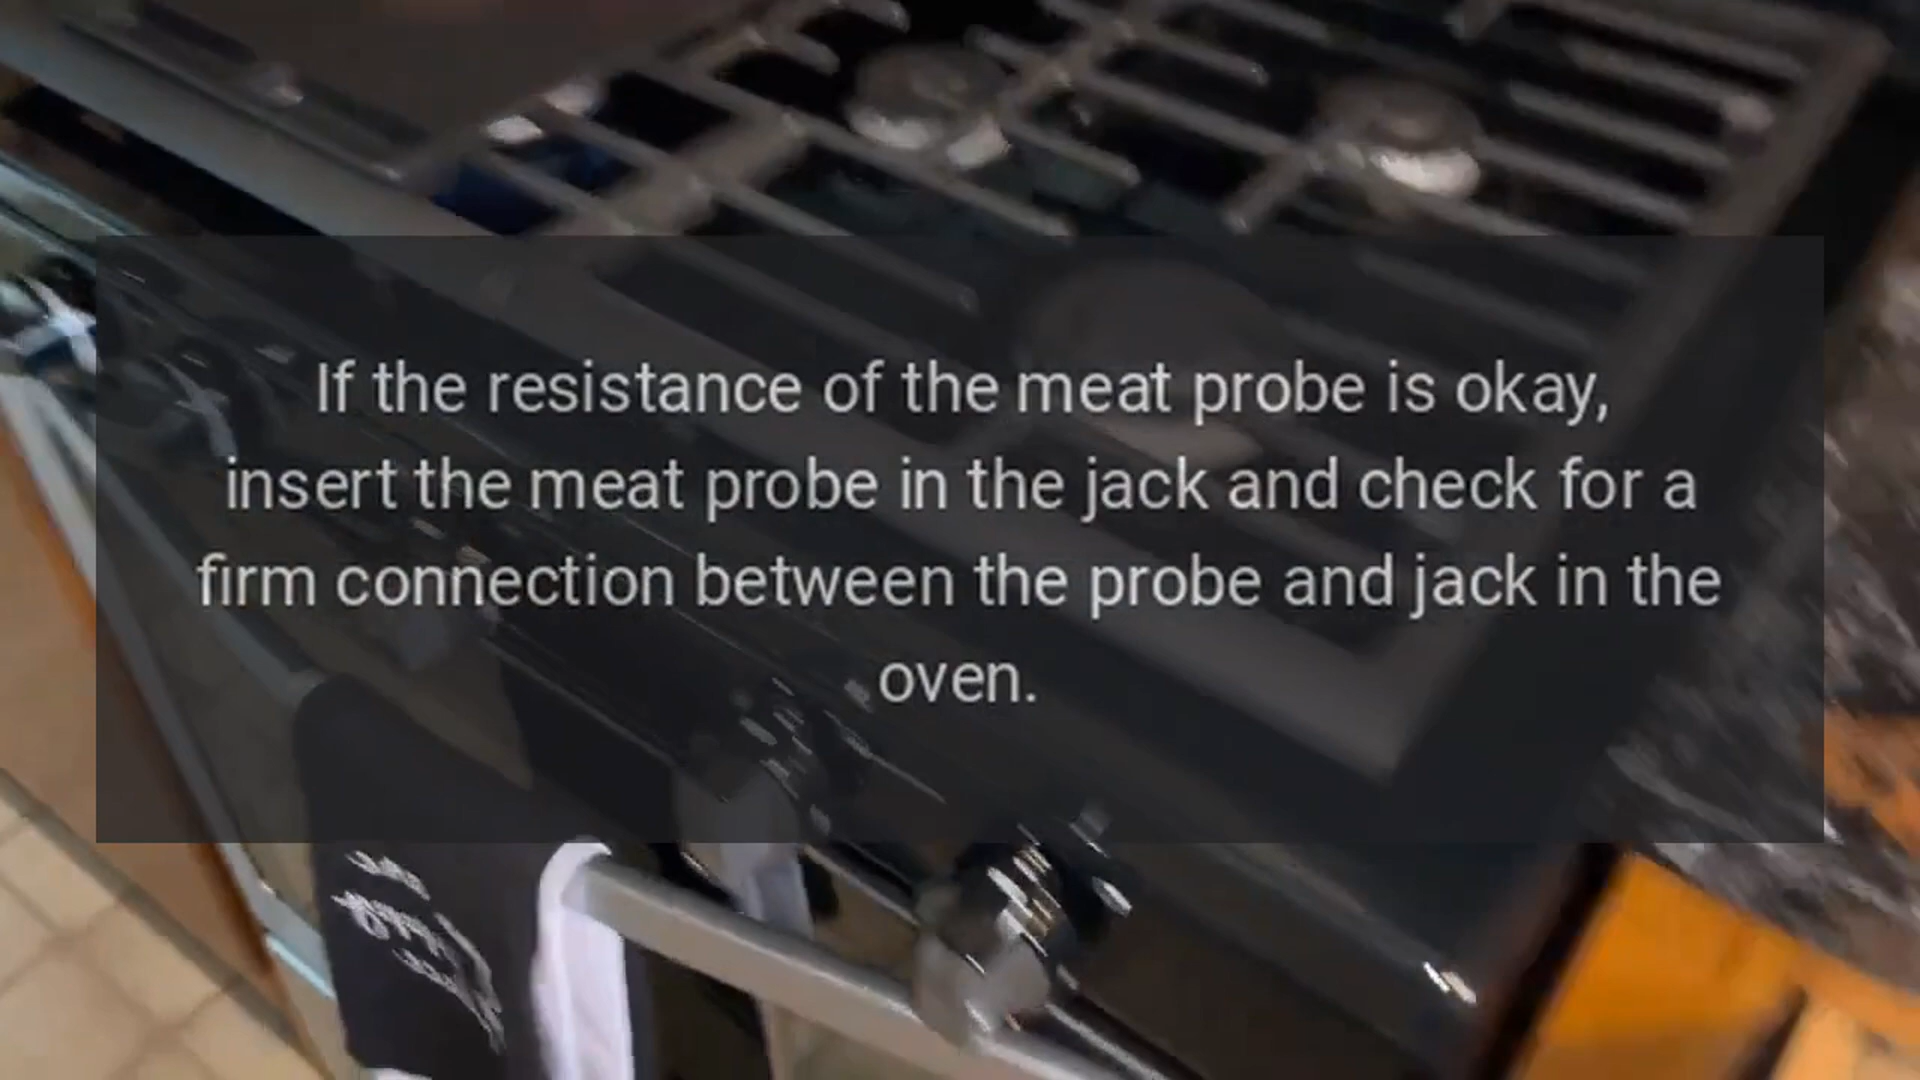 If the resistance of the meat probe is okay,
insert the meat probe in the jack and check for a
firm connection between the probe and jack in the
oven.